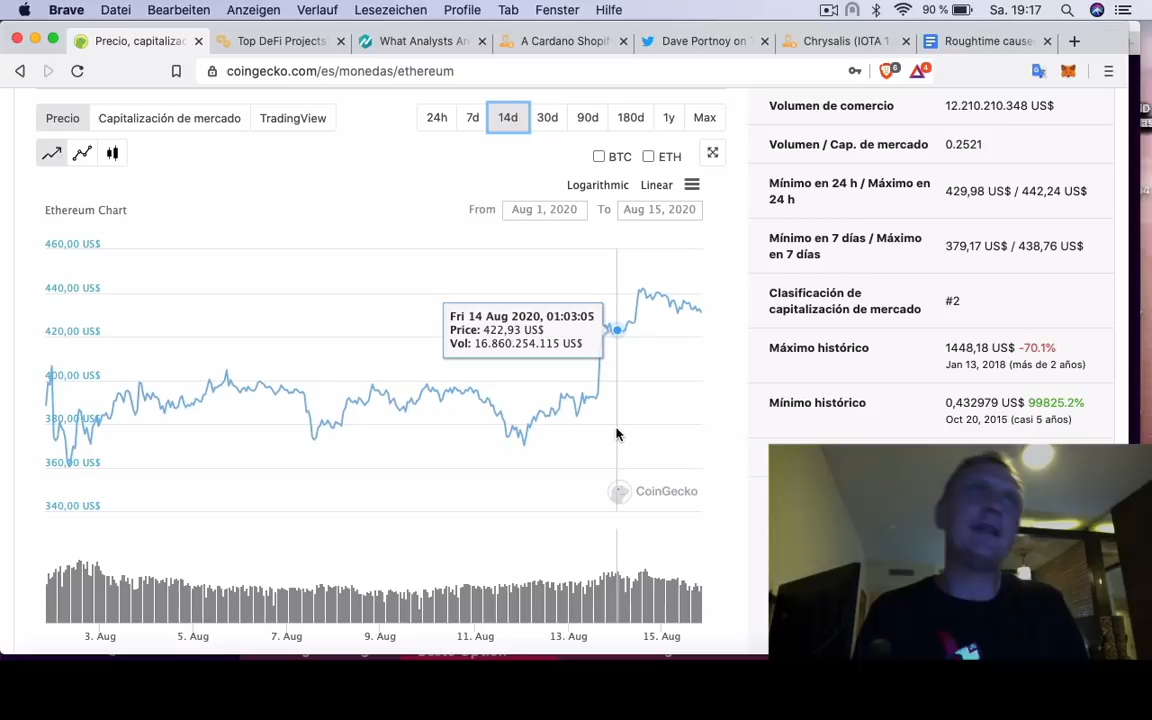 Brave Datei Bearbeiten Anzeigen Verlauf Lesezeichen Profile Tab Fenster Hilfe 90 % Sa. 19:17
Precio, capitalizac Top DeFi Projects What Analysts Ar A Cardano Shopif Dave Portnoy on T Chrysalis (IOTA 1. Roughtime cause
coingecko.com/es/monedas/ethereum 6 4
Precio Capitalización de mercado TradingView 24h 7d 14d 30d 90d 180d 1y Max
BTC ETH
Logarithmic Linear
Ethereum Chart From Aug 1, 2020 To Aug 15, 2020
460,00 US$
440,00 US$
420,00 US$
400,00 US$
380,00 US$
360,00 US$
340,00 US$
Fri 14 Aug 2020, 01:03:05
Price: 422,93 US$
Vol: 16.860.254.115 US$
CoinGecko
3. Aug 5. Aug 7. Aug 9. Aug 11. Aug 13. Aug 15. Aug
Volumen de comercio 12.210.210.348 US$
Volumen / Cap. de mercado 0.2521
Mínimo en 24 h / Máximo en
24 h
429,98 US$ / 442,24 US$
Mínimo en 7 días / Máximo
en 7 días
379,17 US$ / 438,76 US$
Clasificación de
capitalización de mercado
#2
Máximo histórico 1448,18 US$ -70.1%
Jan 13, 2018 (más de 2 años)
Mínimo histórico 0,432979 US$ 99825.2%
Oct 20, 2015 (casi 5 años)